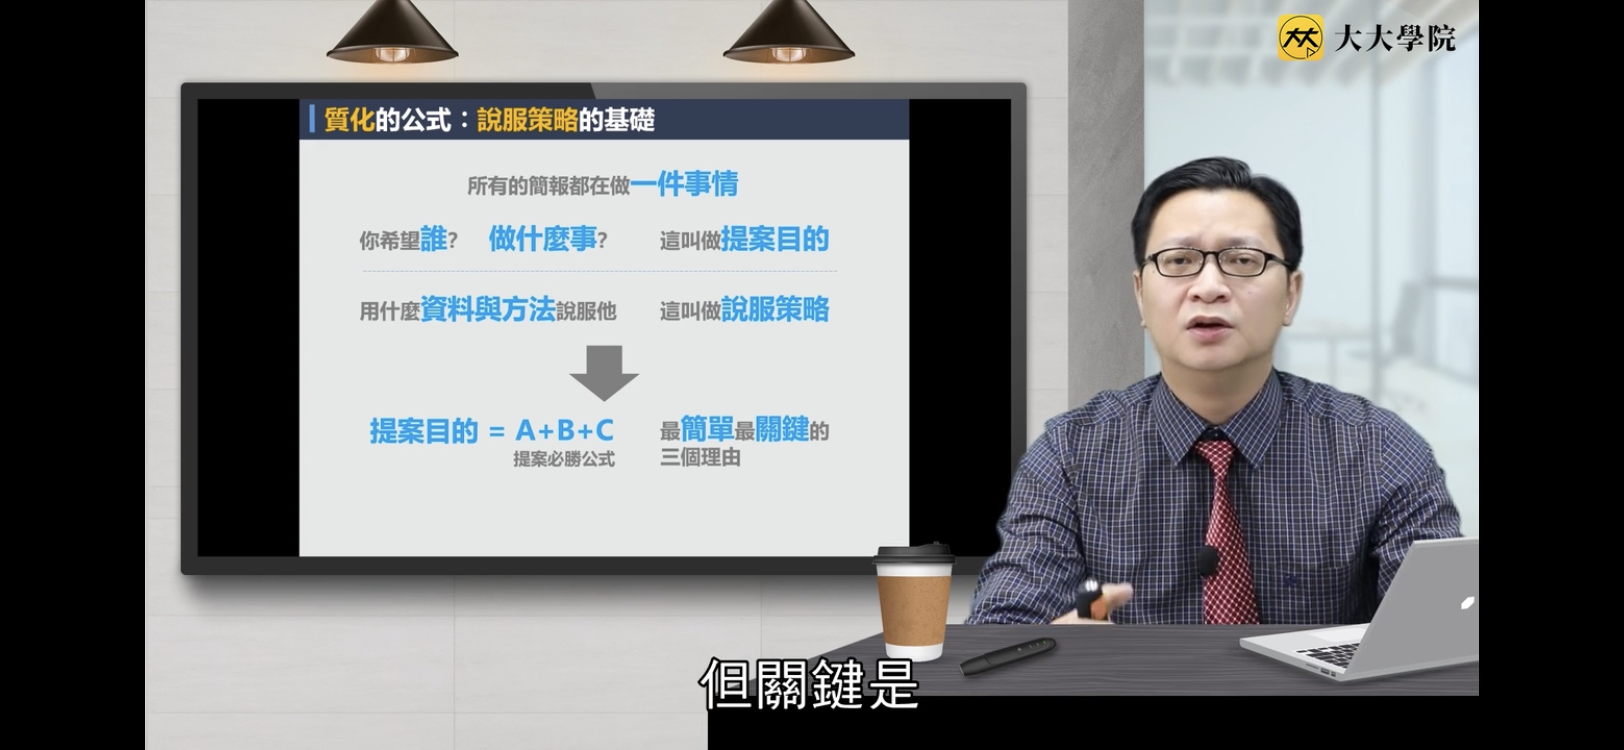 大大學院
質化的公式：說服策略的基礎
所有的簡報都在做一件事情
你希望誰? 做什麼事? 這叫做提案目的
用什麼資料與方法說服他 這叫做說服策略
提案目的 = A+B+C 最簡單最關鍵的
提案必勝公式 三個理由
但關鍵是